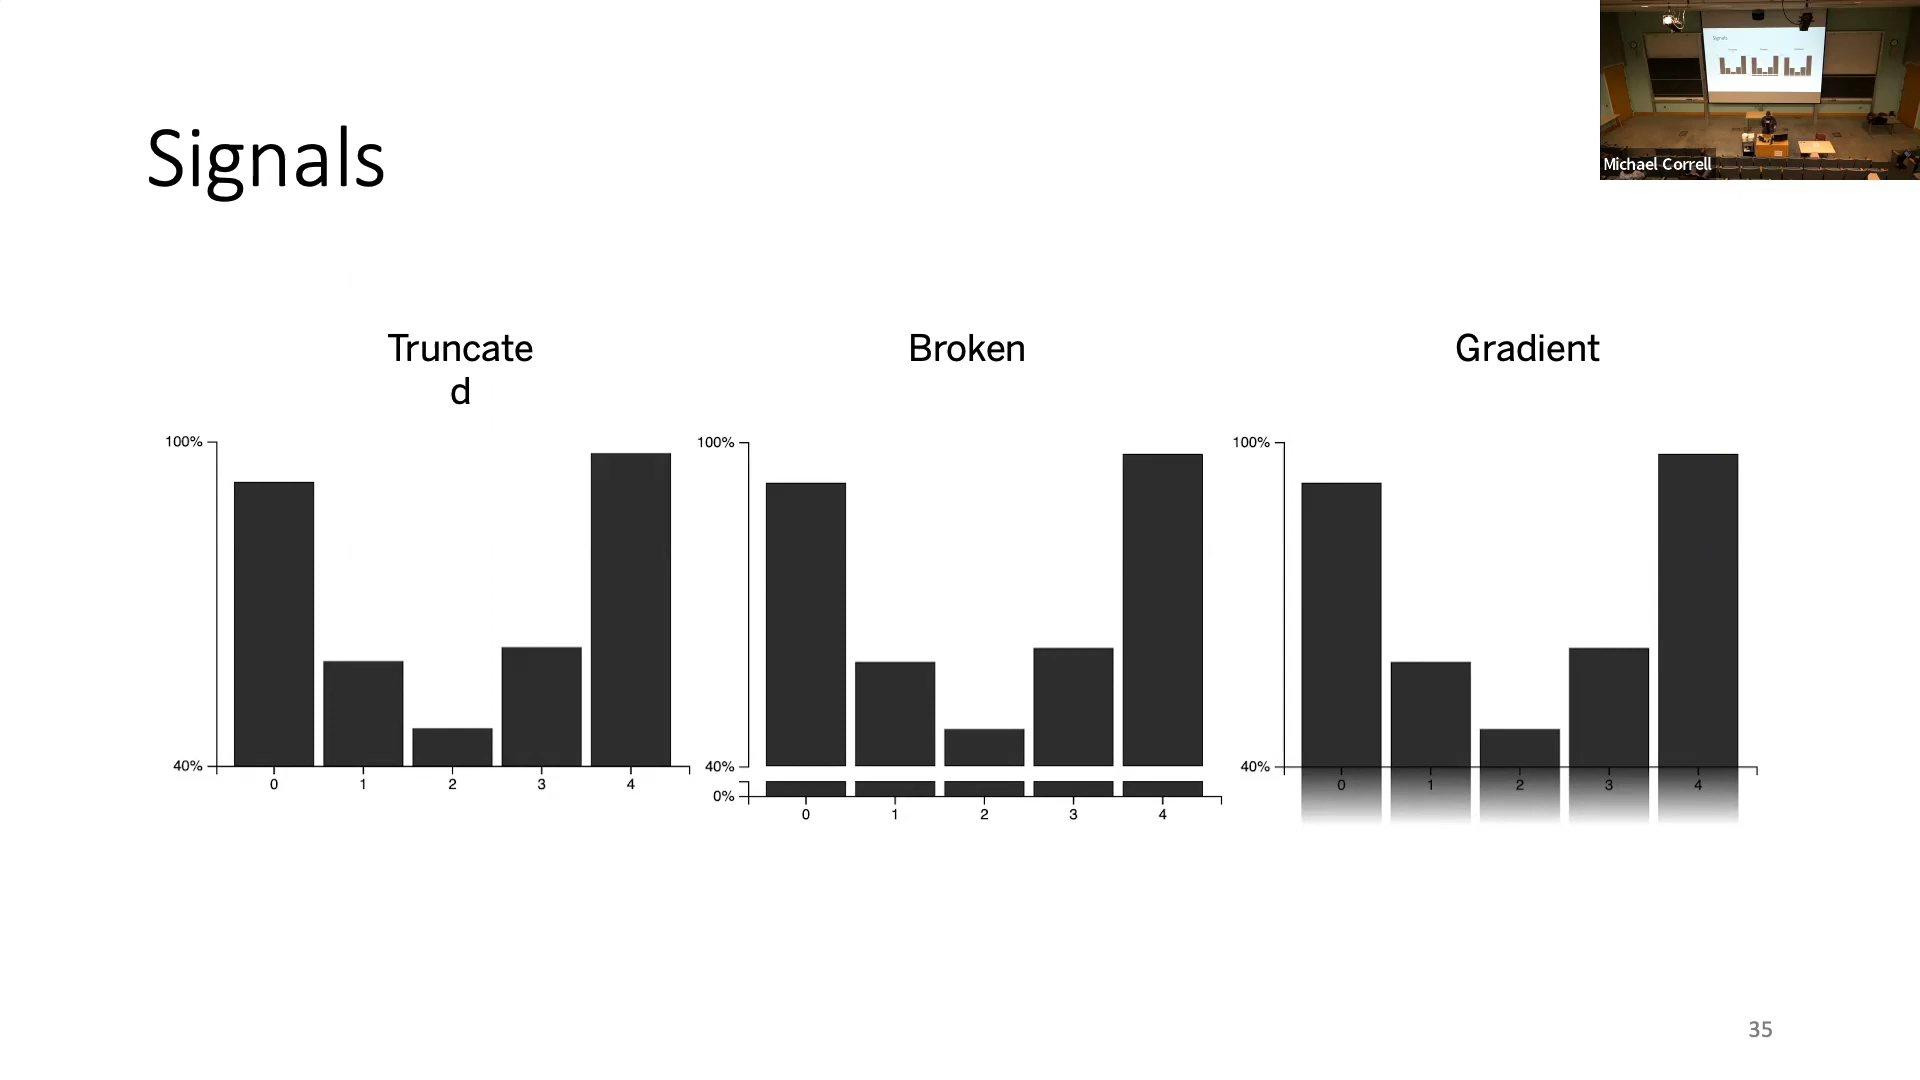 Signals
Michael Correll
Truncate
d
Broken
Gradient
100%
40%
0 1 2 3 4
100%
40%
0%
0 1 2 3 4
100%
40%
0 1 2 3 4
35